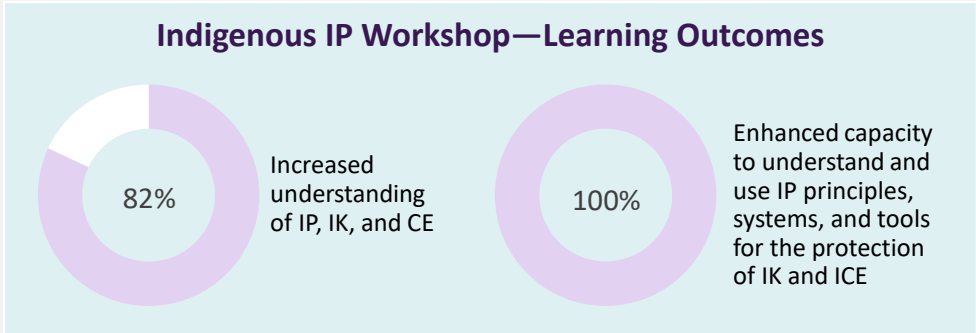 Indigenous IP Workshop—Learning Outcomes
82%
Increased
understanding
of IP, IK, and CE
100%
Enhanced capacity
to understand and
use IP principles,
systems, and tools
for the protection
of IK and ICE